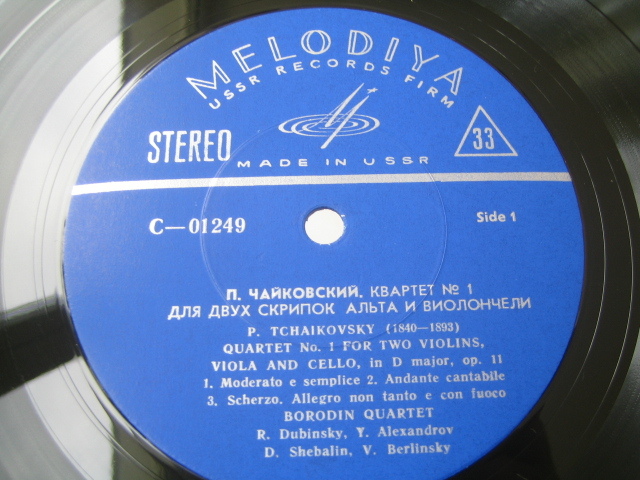 MELODIYA
USSR RECORDS FIRM
STEREO
33
MADE IN USSR
С—01249
Side 1
П. ЧАЙКОВСКИЙ, КВАРТЕТ № 1
ДЛЯ ДВУХ СКРИПОК АЛЬТА И ВИОЛОНЧЕЛИ
P. TCHAIKOVSKY (1840—1893)
QUARTET No. 1 FOR TWO VIOLINS,
VIOLA AND CELLO, in D major, op. 11
1. Moderato e semplice 2. Andante cantabile
3. Scherzo. Allegro non tanto e con fuoco
BORODIN QUARTET
R. Dubinsky, Y. Alexandrov
D. Shebalin, V. Berlinsky